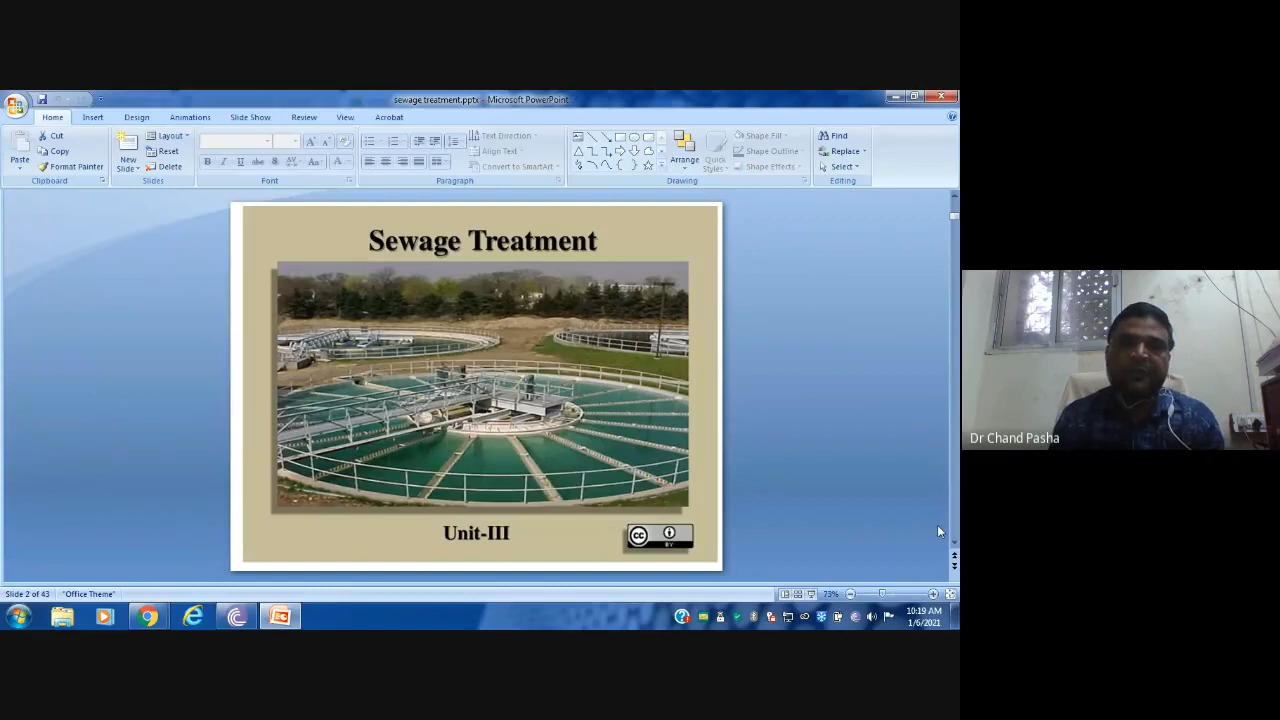 sewage treatment.pptx - Microsoft PowerPoint
Home Insert Design Animations Slide Show Review View Acrobat
Paste
Cut
Copy
Format Painter
Clipboard
New Slide
Layout
Reset
Delete
Slides
Font
Text Direction
Align Text
Convert to SmartArt
Paragraph
Arrange
Quick Styles
Shape Fill
Shape Outline
Shape Effects
Drawing
Find
Replace
Select
Editing
Sewage Treatment
Unit-III
cc
BY
Dr Chand Pasha
Slide 2 of 43 "Office Theme" 73%
10:19 AM
1/6/2021